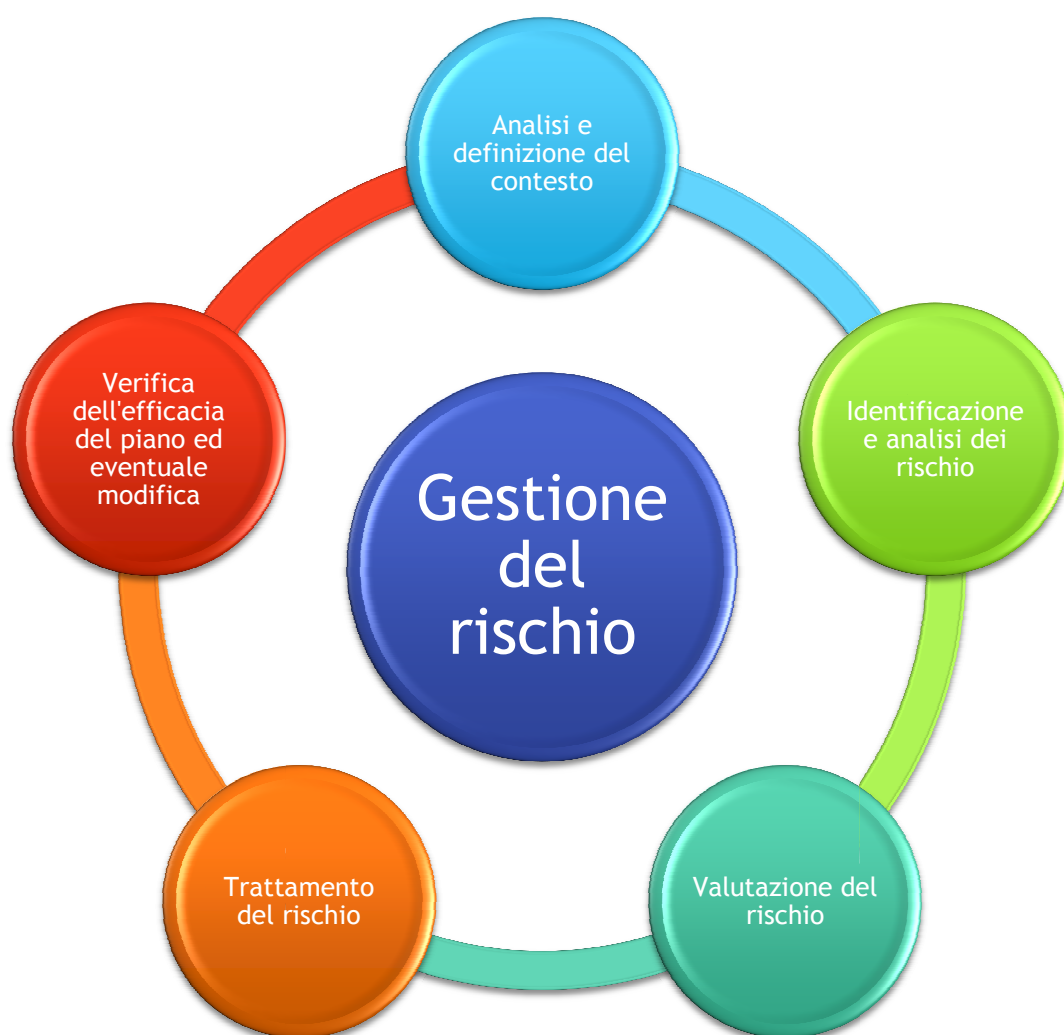 Analisi e
definizione del
contesto
Identificazione
e analisi dei
rischio
Valutazione del
rischio
Trattamento
del rischio
Verifica
dell'efficacia
del piano ed
eventuale
modifica
Gestione
del
rischio